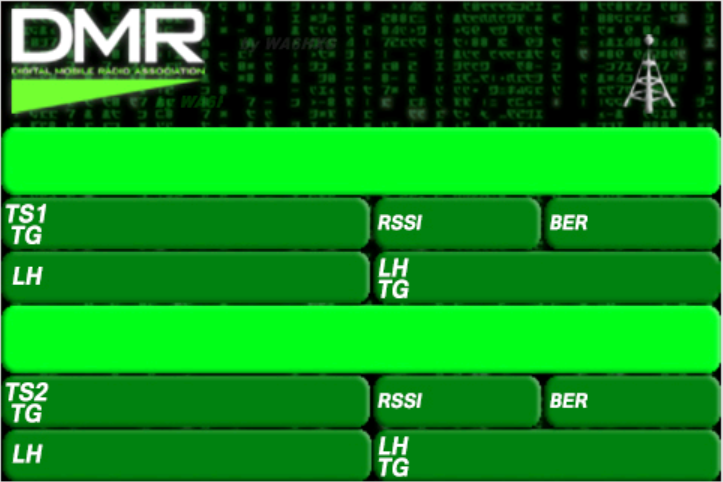 DMR
DIGITAL MOBILE RADIO ASSOCIATION
TS1
TG
RSSI
BER
LH
LH
TG
TS2
TG
RSSI
BER
LH
LH
TG